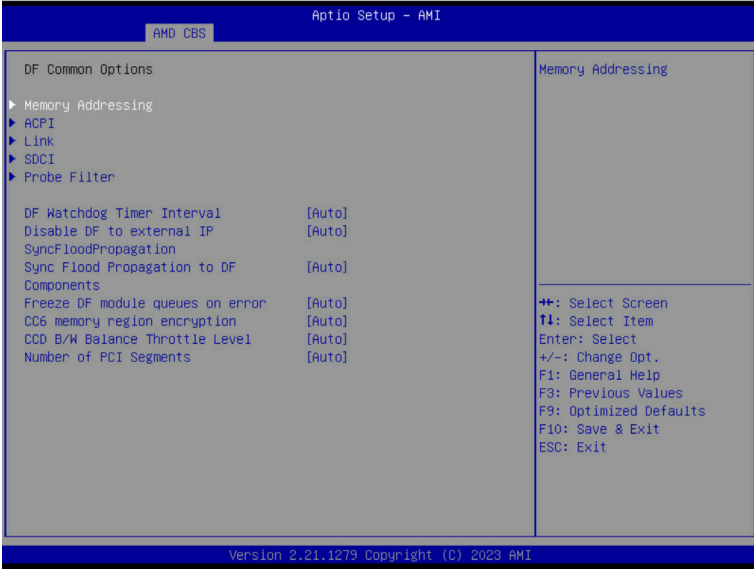 Aptio Setup – AMI
AMD CBS
DF Common Options
Memory Addressing
ACPI
Link
SDCI
Probe Filter
DF Watchdog Timer Interval [Auto]
Disable DF to external IP [Auto]
SyncFloodPropagation
Sync Flood Propagation to DF [Auto]
Components
Freeze DF module queues on error [Auto]
CC6 memory region encryption [Auto]
CCD B/W Balance Throttle Level [Auto]
Number of PCI Segments [Auto]
Memory Addressing
→←: Select Screen
↑↓: Select Item
Enter: Select
+/-: Change Opt.
F1: General Help
F3: Previous Values
F9: Optimized Defaults
F10: Save & Exit
ESC: Exit
Version 2.21.1279 Copyright (C) 2023 AMI